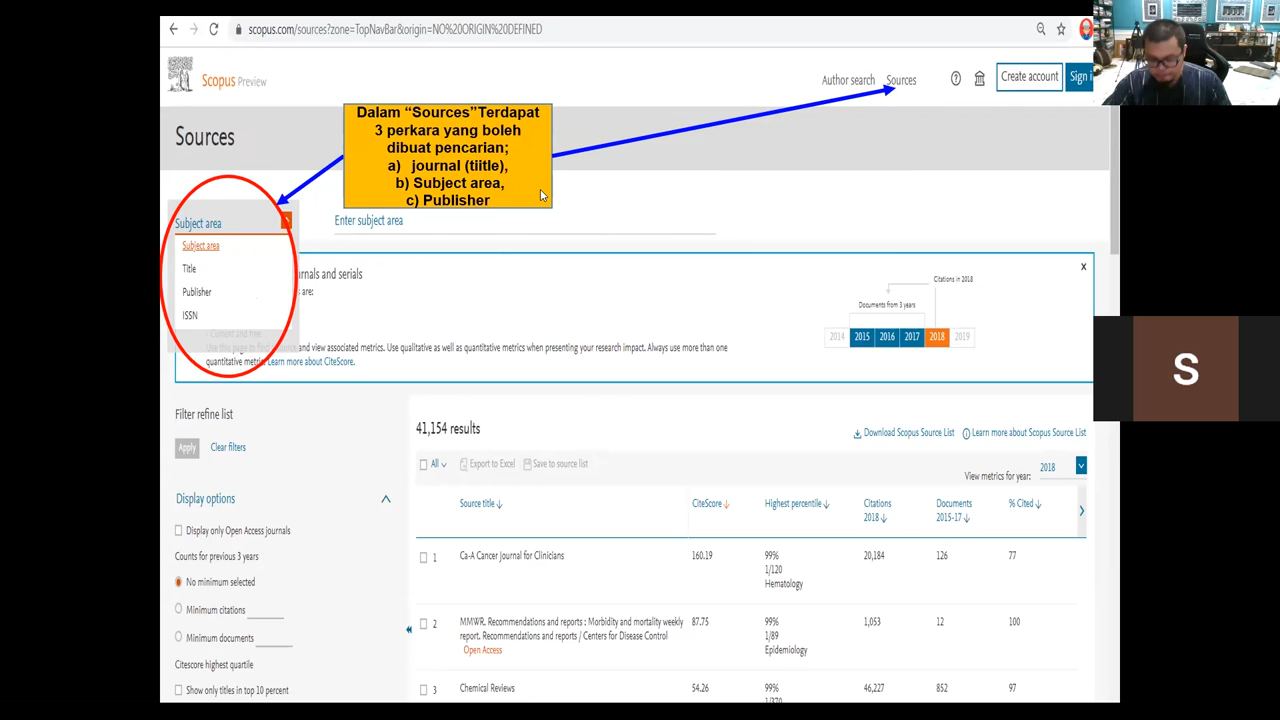 scopus.com/sources?zone=TopNavBar&origin=NO%20ORIGIN%20DEFINED
Scopus Preview
Author search Sources
Create account Sign i
Dalam “Sources”Terdapat
3 perkara yang boleh
dibuat pencarian;
a) journal (tiitle),
b) Subject area,
c) Publisher
Sources
Subject area
Enter subject area
Subject area
Title
Publisher
ISSN
rnals and serials
are:
Use this page to find and view associated metrics. Use qualitative as well as quantitative metrics when presenting your research impact. Always use more than one
quantitative metric. Learn more about CiteScore.
x
Citations in 2018
Documents from 3 years
2014 2015 2016 2017 2018 2019
S
Filter refine list
Apply Clear filters
Display options
Display only Open Access journals
Counts for previous 3 years
No minimum selected
Minimum citations
Minimum documents
Citescore highest quartile
Show only titles in top 10 percent
41,154 results
Download Scopus Source List Learn more about Scopus Source List
All Export to Excel Save to source list
View metrics for year: 2018
Source title CiteScore Highest percentile Citations 2018 Documents 2015-17 % Cited
1 Ca-A Cancer Journal for Clinicians 160.19 99% 20,184 126 77
1/120
Hematology
2 MMWR. Recommendations and reports : Morbidity and mortality weekly 87.75 99% 1,053 12 100
report. Recommendations and reports / Centers for Disease Control 1/89
Open Access Epidemiology
3 Chemical Reviews 54.26 99% 46,227 852 97
1/370